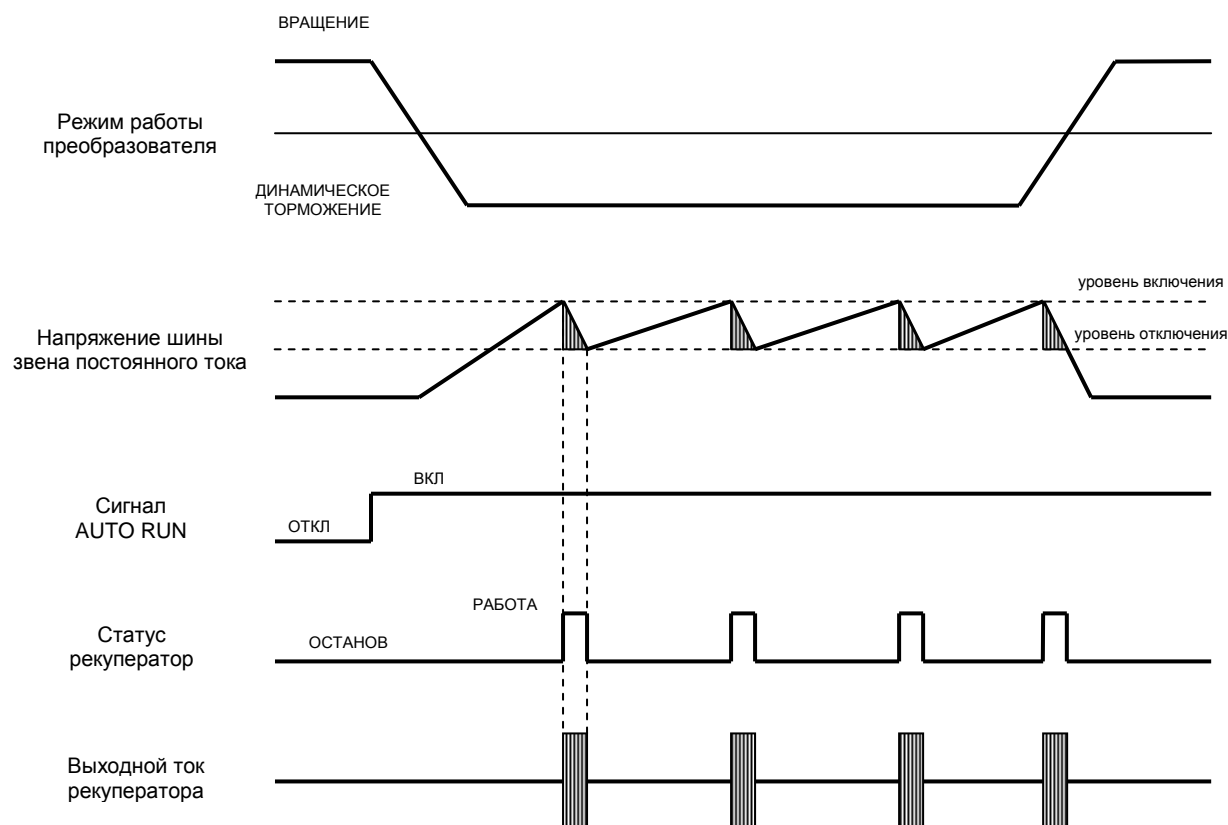 ВРАЩЕНИЕ
Режим работы
преобразователя
ДИНАМИЧЕСКОЕ
ТОРМОЖЕНИЕ
уровень включения
Напряжение шины
звена постоянного тока
уровень отключения
Сигнал
AUTO RUN
ВКЛ
ОТКЛ
РАБОТА
Статус
рекуператор
ОСТАНОВ
Выходной ток
рекуператора